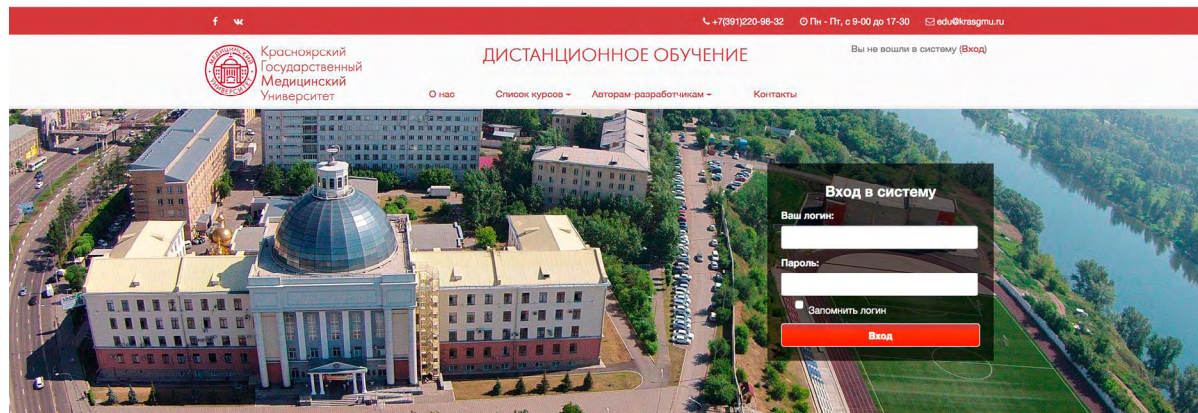 +7(391)220-98-32 Пн - Пт, с 9-00 до 17-30 edu@krasgmu.ru
МЕДИЦИНСКИЙ УНИВЕРСИТЕТ
Красноярский
Государственный
Медицинский
Университет
ДИСТАНЦИОННОЕ ОБУЧЕНИЕ
Вы не вошли в систему (Вход)
О нас Список курсов Авторам-разработчикам Контакты
Вход в систему
Ваш логин:
Пароль:
Запомнить логин
Вход